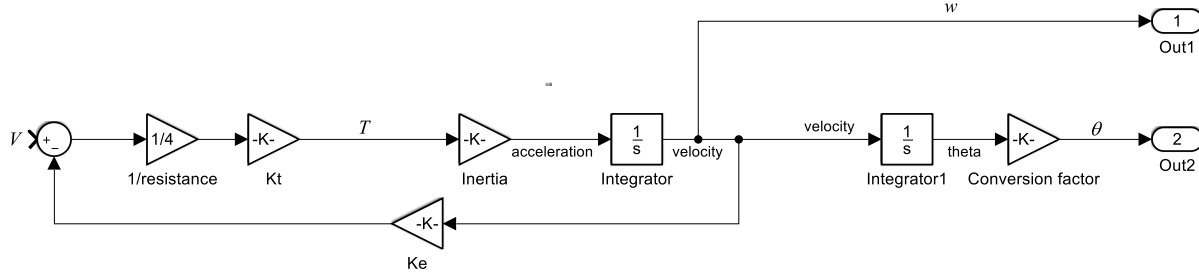 w
1
Out1
V
+
_
1/4
1/resistance
-K-
Kt
T
-K-
Inertia
acceleration
1
s
Integrator
velocity
velocity
1
s
Integrator1
theta
-K-
Conversion factor
θ
2
Out2
-K-
Ke